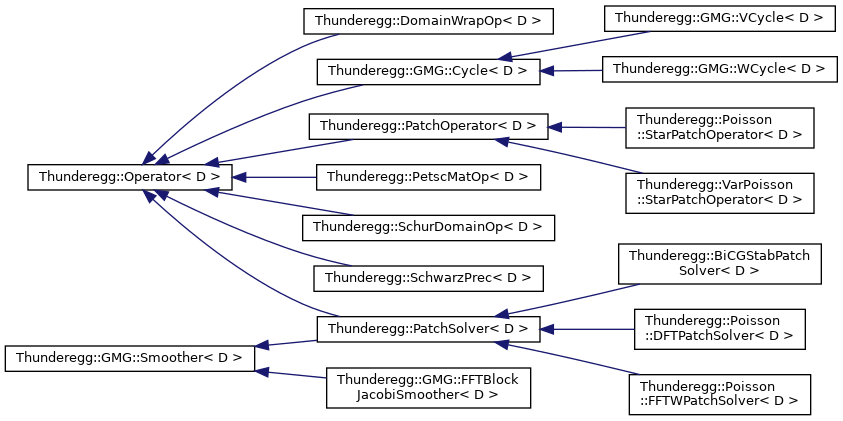 Thunderegg::DomainWrapOp< D >
Thunderegg::GMG::VCycle< D >
Thunderegg::GMG::Cycle< D >
Thunderegg::GMG::WCycle< D >
Thunderegg::PatchOperator< D >
Thunderegg::Poisson
::StarPatchOperator< D >
Thunderegg::Operator< D >
Thunderegg::PetscMatOp< D >
Thunderegg::VarPoisson
::StarPatchOperator< D >
Thunderegg::SchurDomainOp< D >
Thunderegg::SchwarzPrec< D >
Thunderegg::BiCGStabPatch
Solver< D >
Thunderegg::PatchSolver< D >
Thunderegg::Poisson
::DFTPatchSolver< D >
Thunderegg::GMG::Smoother< D >
Thunderegg::GMG::FFTBlock
JacobiSmoother< D >
Thunderegg::Poisson
::FFTWPatchSolver< D >